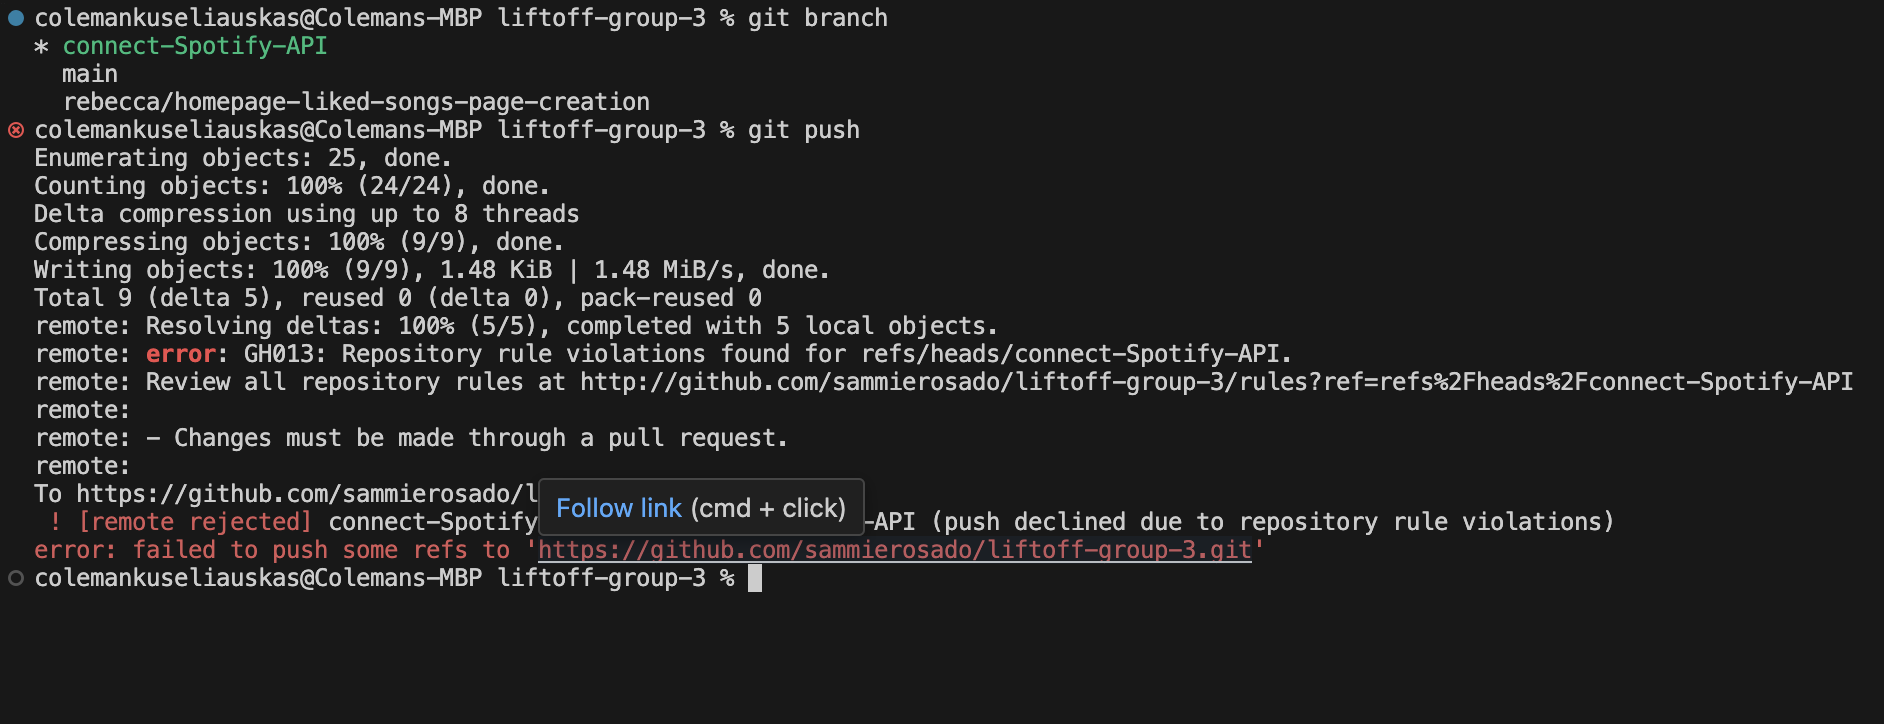 colemankuseliauskas@Colemans-MBP liftoff-group-3 % git branch
* connect-Spotify-API
  main
  rebecca/homepage-liked-songs-page-creation
colemankuseliauskas@Colemans-MBP liftoff-group-3 % git push
Enumerating objects: 25, done.
Counting objects: 100% (24/24), done.
Delta compression using up to 8 threads
Compressing objects: 100% (9/9), done.
Writing objects: 100% (9/9), 1.48 KiB | 1.48 MiB/s, done.
Total 9 (delta 5), reused 0 (delta 0), pack-reused 0
remote: Resolving deltas: 100% (5/5), completed with 5 local objects.
remote: error: GH013: Repository rule violations found for refs/heads/connect-Spotify-API.
remote: Review all repository rules at http://github.com/sammierosado/liftoff-group-3/rules?ref=refs%2Fheads%2Fconnect-Spotify-API
remote:
remote: - Changes must be made through a pull request.
remote:
To https://github.com/sammierosado/l
Follow link (cmd + click)
 ! [remote rejected] connect-Spotify -API (push declined due to repository rule violations)
error: failed to push some refs to 'https://github.com/sammierosado/liftoff-group-3.git'
colemankuseliauskas@Colemans-MBP liftoff-group-3 %